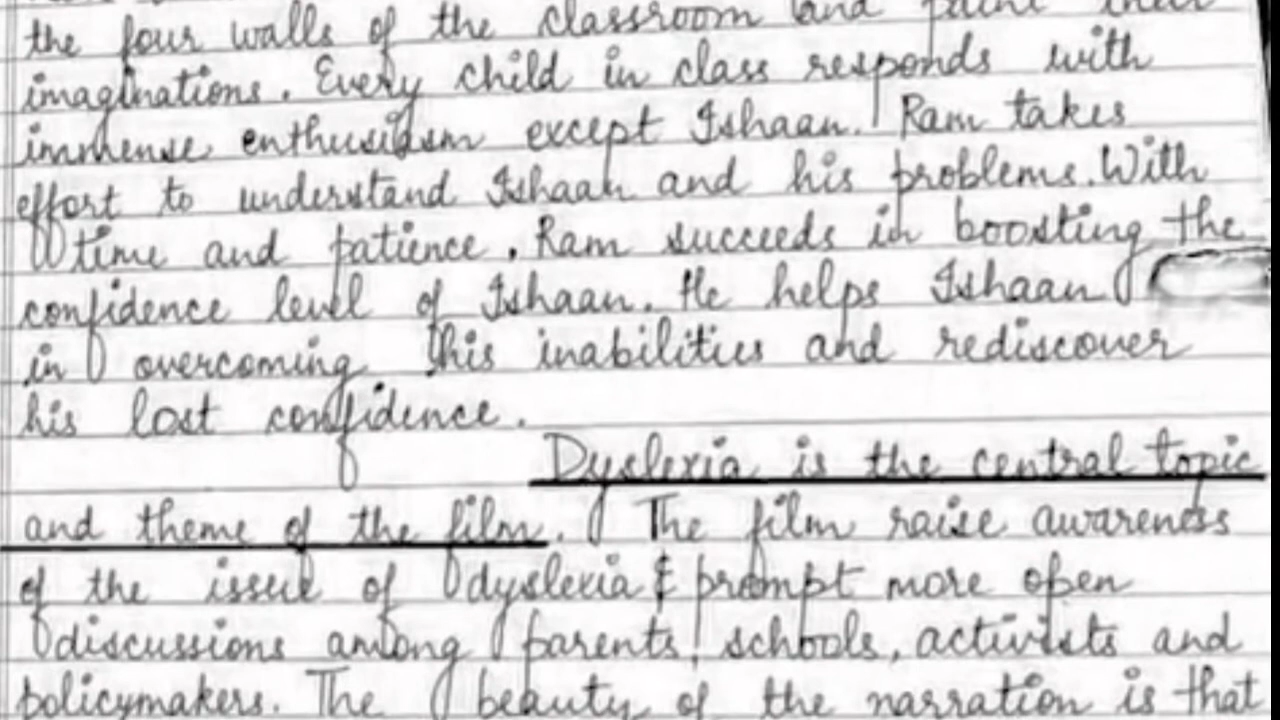 the four walls of the classroom and paint their
imaginations. Every child in class responds with
immense enthusiasm except Ishaan. Ram takes
effort to understand Ishaan and his problems. With
time and patience, Ram succeeds in boosting the
confidence level of Ishaan. He helps Ishaan
in overcoming this inabilities and rediscover
his lost confidence.
Dyslexia is the central topic
and theme of the film. The film raise awareness
of the issue of dyslexia & prompt more open
discussions among parents, schools, activists and
policymakers. The beauty of the narration is that